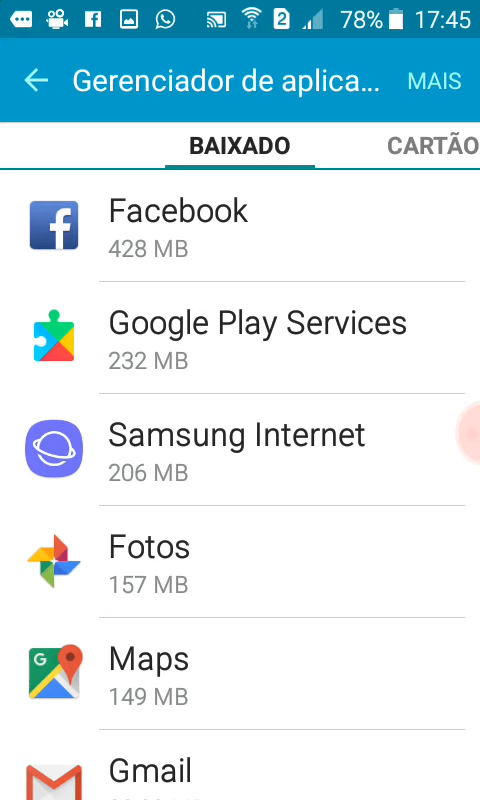 2 78% 17:45
Gerenciador de aplica... MAIS
BAIXADO CARTÃO
Facebook
428 MB
Google Play Services
232 MB
Samsung Internet
206 MB
Fotos
157 MB
Maps
149 MB
Gmail